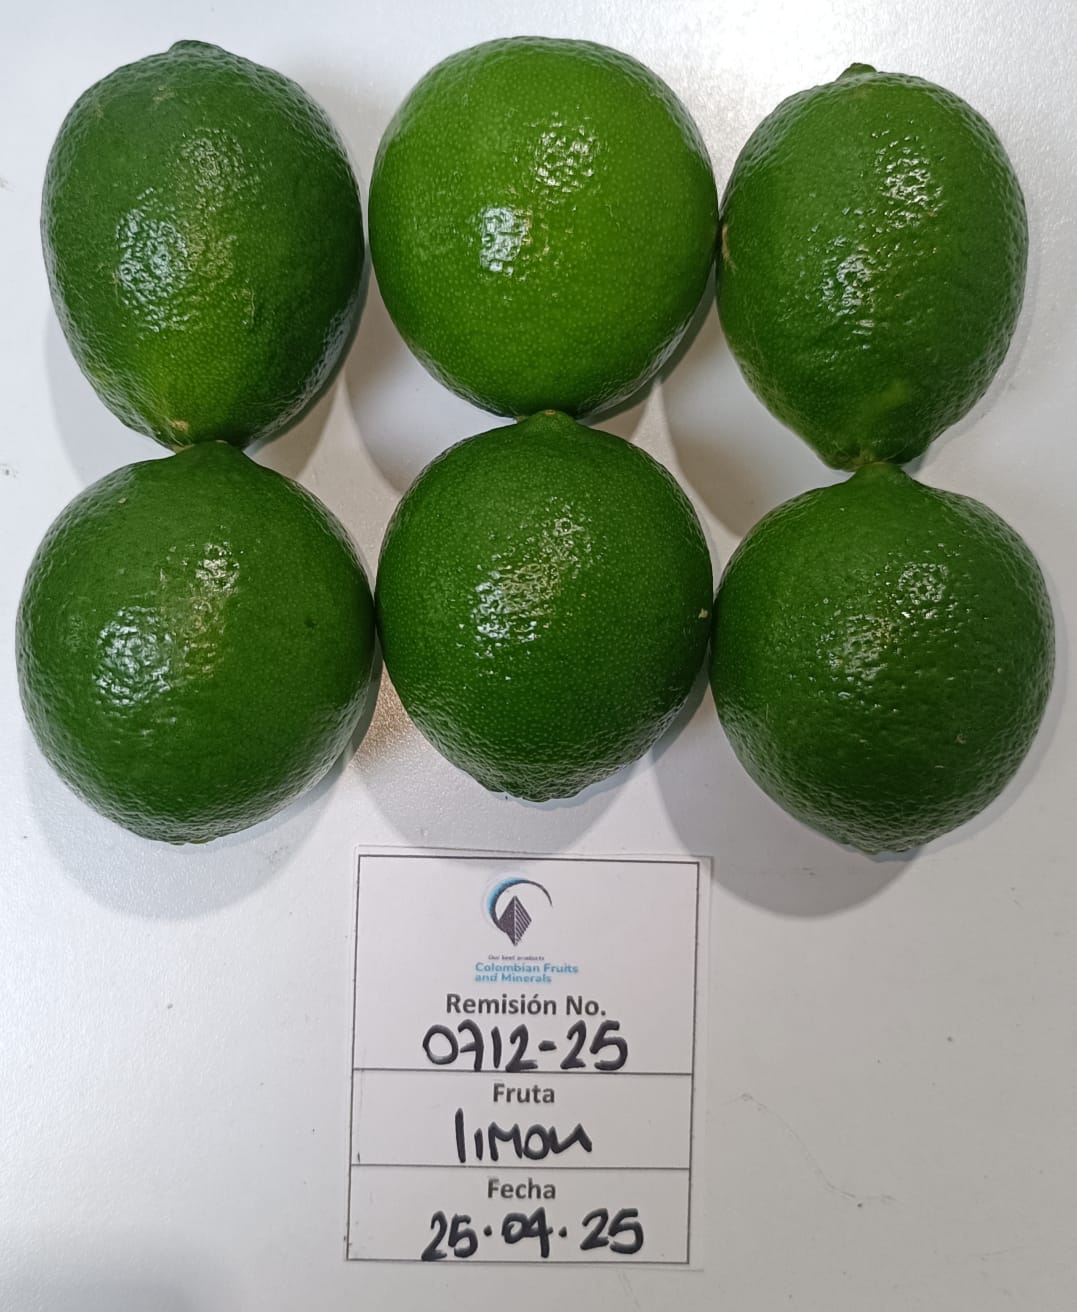 Our best products
Colombian Fruits
and Minerals
Remisión No.
0712-25
Fruta
limon
Fecha
25.04.25